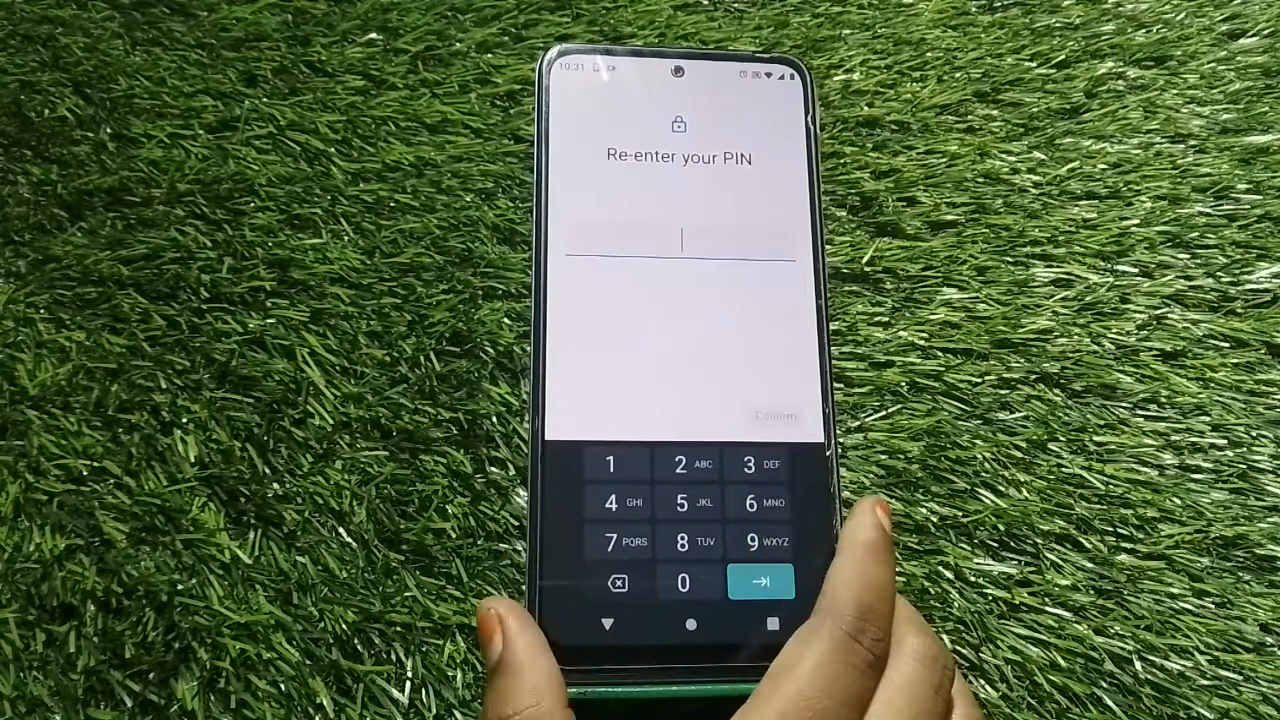 10.31
Re-enter your PIN
Confirm
1 2 ABC 3 DEF
4 GHI 5 JKL 6 MNO
7 PQRS 8 TUV 9 WXYZ
0